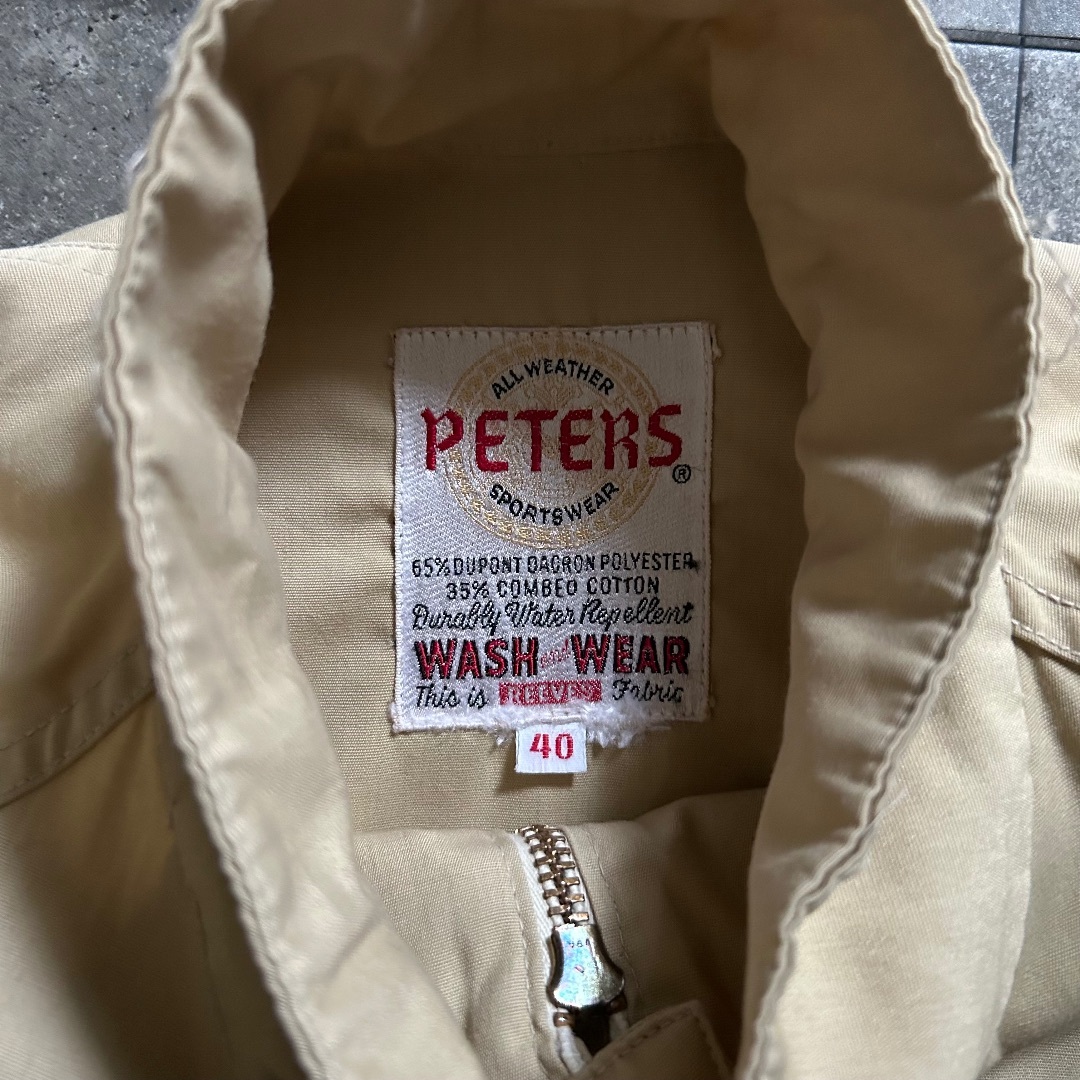 ALL WEATHER
PETERS ®
SPORTSWEAR
65% DUPONT DACRON POLYESTER
35% COMBED COTTON
Durably Water Repellent
WASH and WEAR
This is REEVES Fabric
40